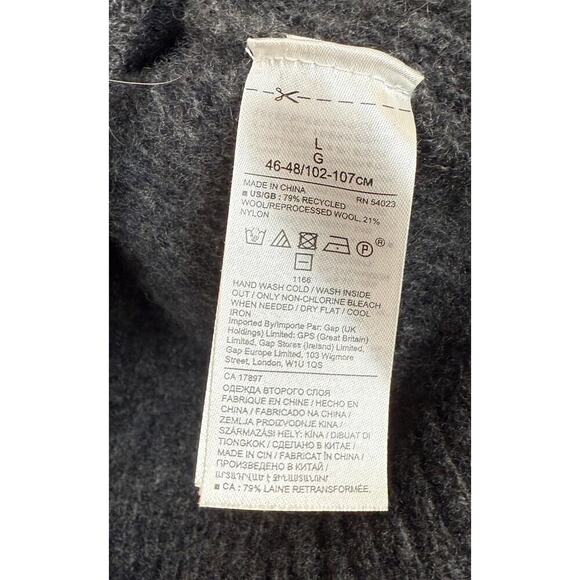 L
G
46-48/102-107CM
MADE IN CHINA RN 54023
■ US/GB : 79% RECYCLED
WOOL/REPROCESSED WOOL, 21%
NYLON
P ®
1166
HAND WASH COLD / WASH INSIDE
OUT / ONLY NON-CHLORINE BLEACH
WHEN NEEDED / DRY FLAT / COOL
IRON
Imported By/Importe Par: Gap (UK
Holdings) Limited: GPS (Great Britain)
Limited, Gap Stores (Ireland) Limited,
Gap Europe Limited, 103 Wigmore
Street, London, W1U 1QS
CA 17897
ОДЕЖДА ВТОРОГО СЛОЯ
FABRIQUE EN CHINE / HECHO EN
CHINA / FABRICADO NA CHINA /
ZEMLJA PROIZVODNJE KINA /
SZÁRMAZÁSI HELY: KÍNA / DIBUAT DI
TIONGKOK / СДЕЛАНО В КИТАЕ /
MADE IN CIN / FABRICAT ÎN CHINA /
ПРОИЗВЕДЕНО В КИТАЙ /
ԱՐՏԱԴՐՎԱԾ Է ՉԻՆԱՍՏԱՆՈՒՄ
■ CA : 79% LAINE RETRANSFORMÉE,